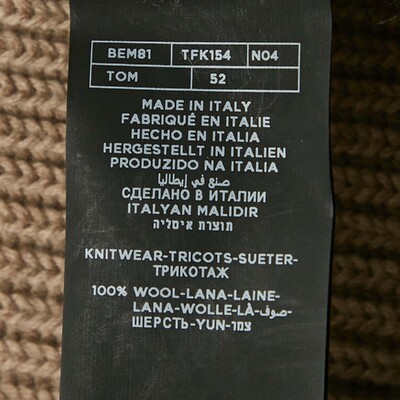 BEM81 TFK154 N04
TOM 52
MADE IN ITALY
FABRIQUÉ EN ITALIE
HECHO EN ITALIA
HERGESTELLT IN ITALIEN
PRODUZIDO NA ITALIA
صنع في إيطاليا
СДЕЛАНО В ИТАЛИИ
ITALYAN MALIDIR
תוצרת איטליה
KNITWEAR-TRICOTS-SUETER-
ТРИКОТАЖ
100% WOOL-LANA-LAINE-
LANA-WOLLE-LÀ-صوف-
ШЕРСТЬ-YUN-צמר